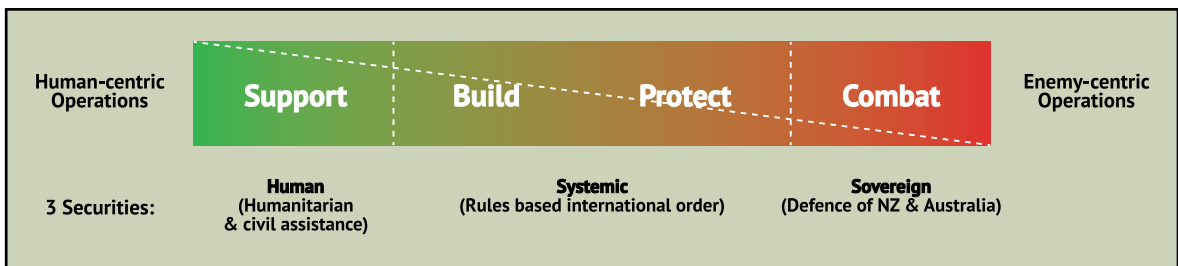 Human-centric
Operations
Support
Build
Protect
Combat
Enemy-centric
Operations
3 Securities:
Human
(Humanitarian
& civil assistance)
Systemic
(Rules based international order)
Sovereign
(Defence of NZ & Australia)